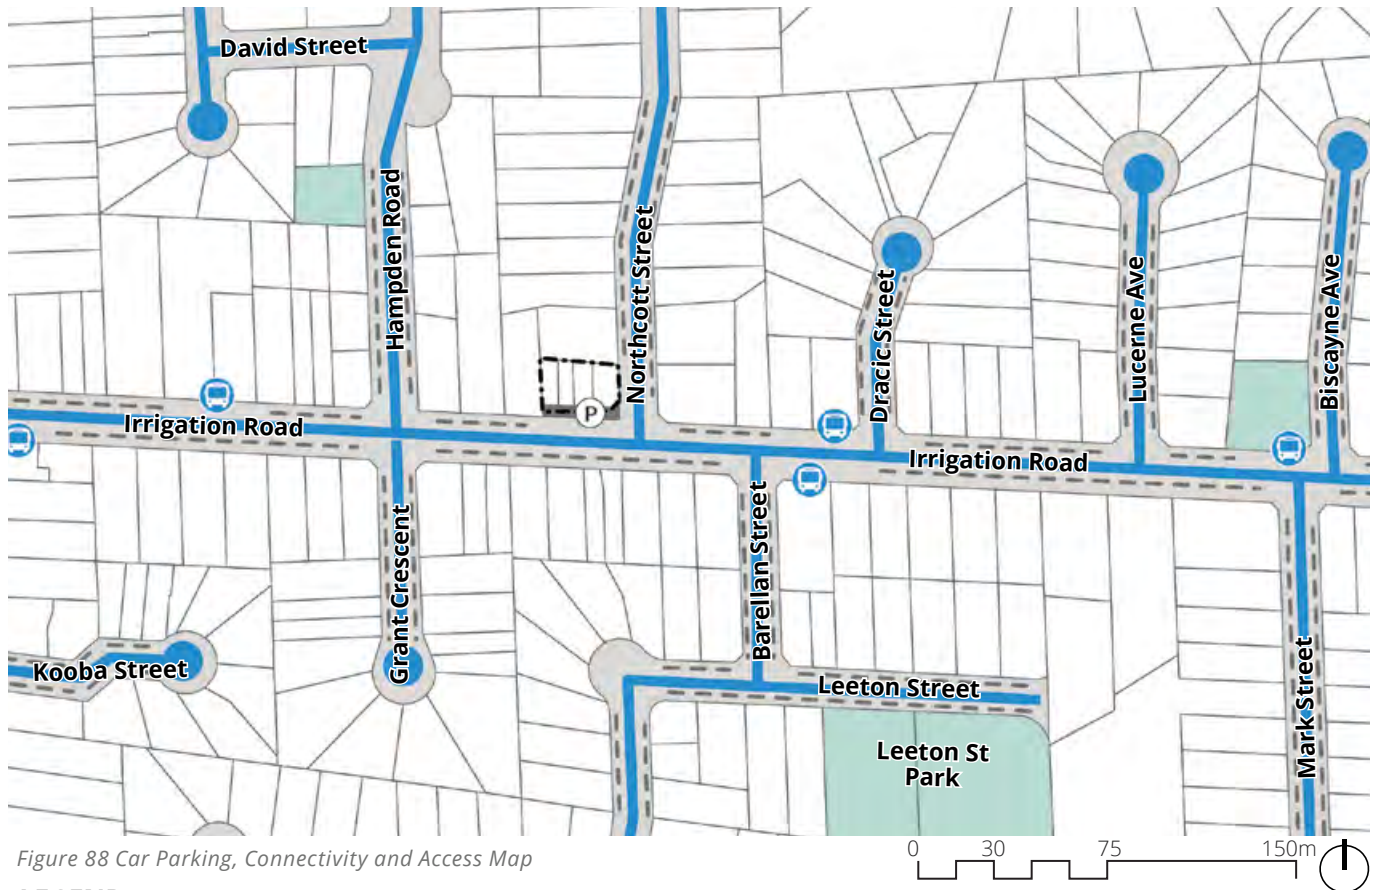 David Street
Hampden Road
Northcott Street
Dracic Street
Lucerne Ave
Biscayne Ave
P
Irrigation Road
Irrigation Road
Grant Crescent
Barellan Street
Kooba Street
Leeton Street
Mark Street
Leeton St
Park
0 30 75 150m
Figure 88 Car Parking, Connectivity and Access Map